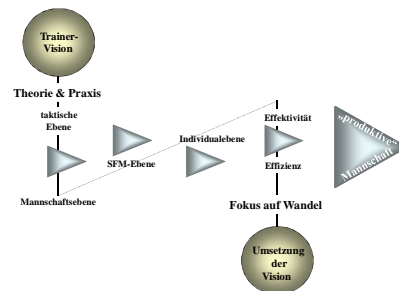 Trainer-
Vision
Theorie & Praxis
taktische
Ebene
Mannschaftsebene
SFM-Ebene
Individualebene
Effektivität
Effizienz
Fokus auf Wandel
Umsetzung
der
Vision
„produktive“
Mannschaft